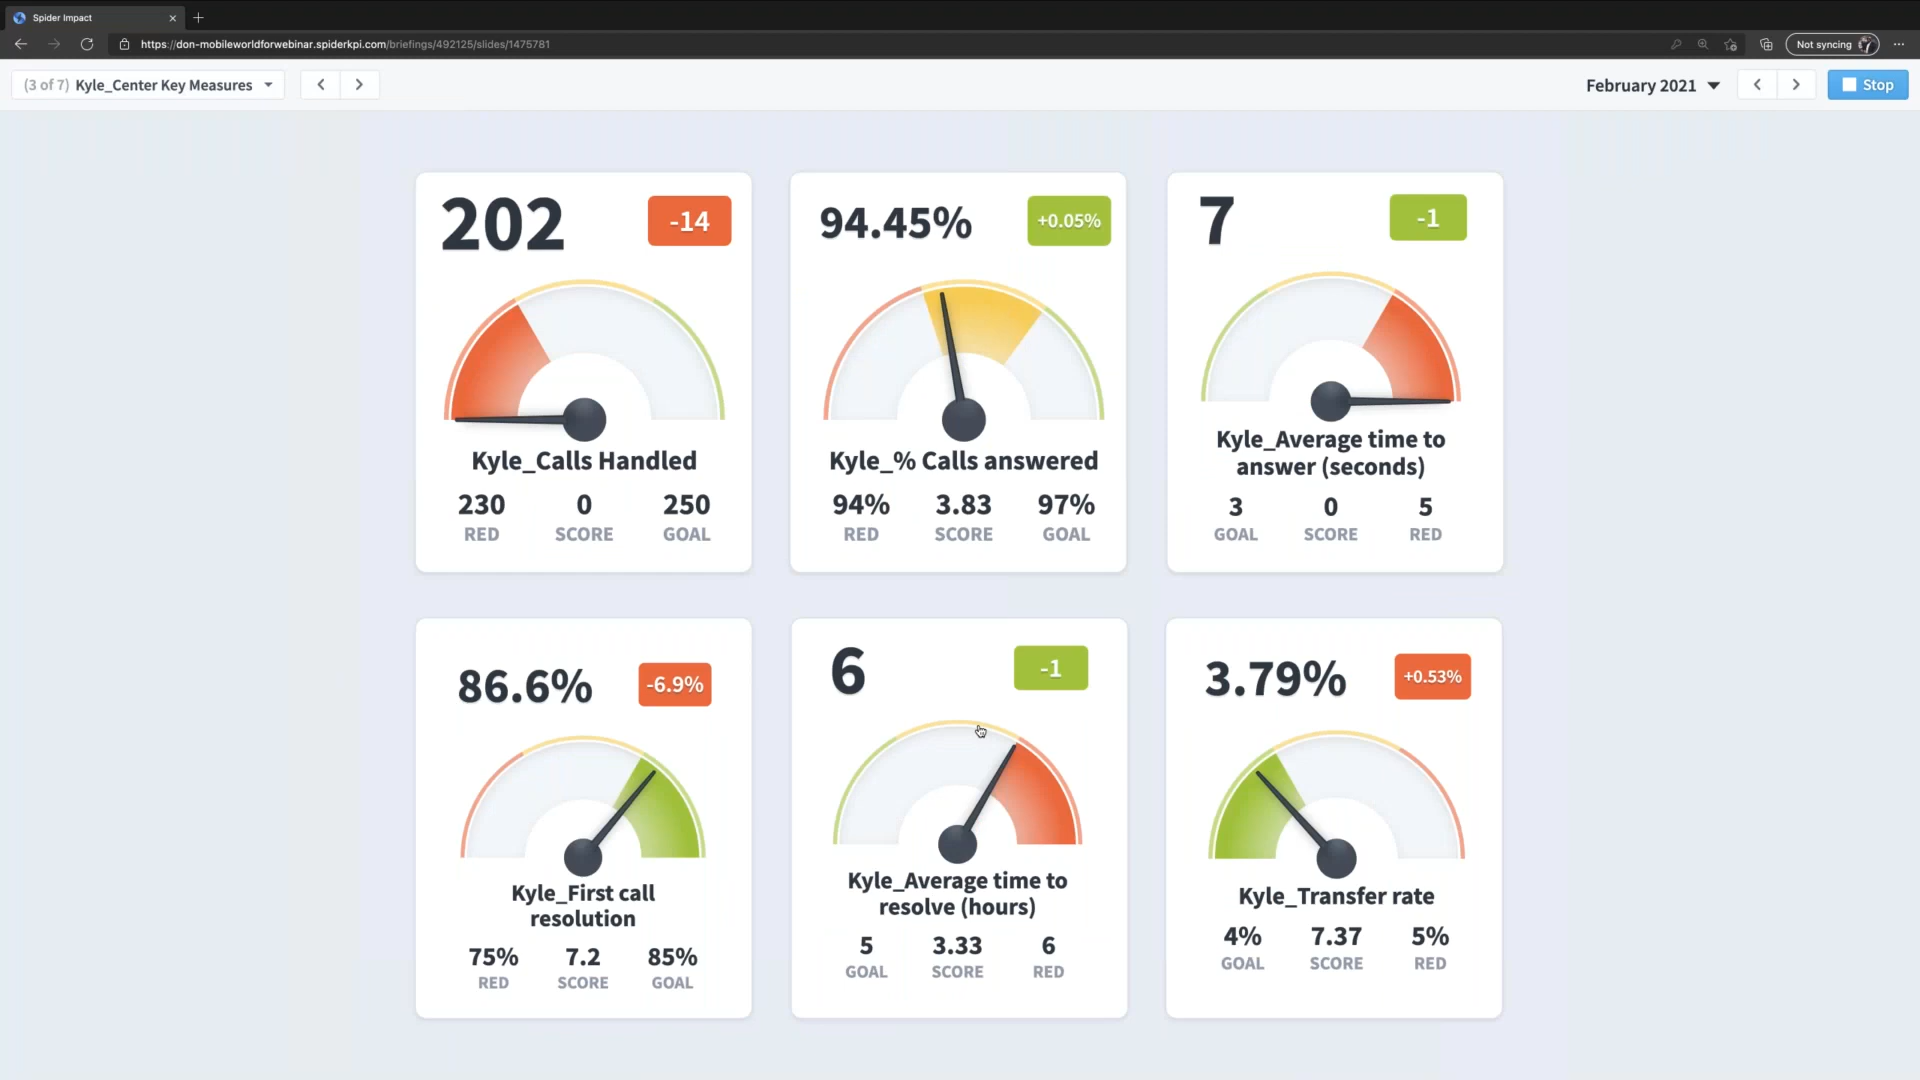 Spider Impact
https://don-mobileworldforwebinar.spiderkpi.com/briefings/492125/slides/1475781
Not syncing
(3 of 7) Kyle_Center Key Measures
February 2021
Stop
202
-14
Kyle_Calls Handled
230 0 250
RED SCORE GOAL
94.45%
+0.05%
Kyle_% Calls answered
94% 3.83 97%
RED SCORE GOAL
7
-1
Kyle_Average time to
answer (seconds)
3 0 5
GOAL SCORE RED
86.6%
-6.9%
Kyle_First call
resolution
75% 7.2 85%
RED SCORE GOAL
6
-1
Kyle_Average time to
resolve (hours)
5 3.33 6
GOAL SCORE RED
3.79%
+0.53%
Kyle_Transfer rate
4% 7.37 5%
GOAL SCORE RED